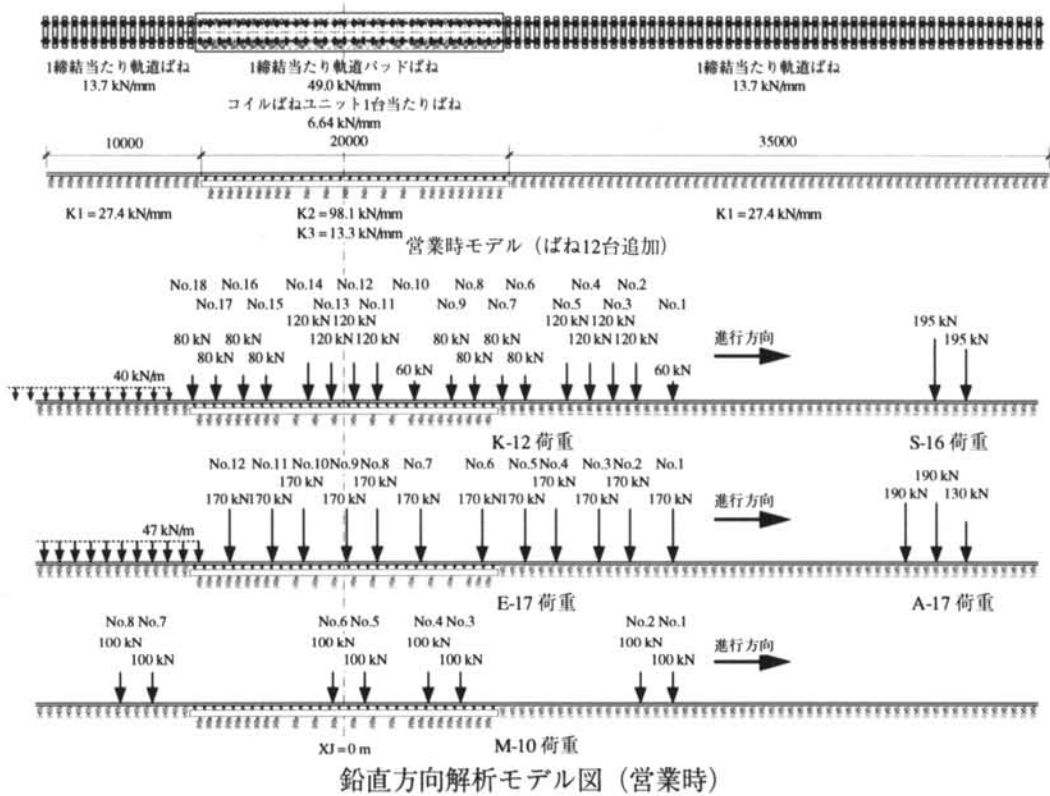 1締結当たり軌道ばね 1締結当たり軌道パッドばね 1締結当たり軌道ばね
13.7 kN/mm 49.0 kN/mm 13.7 kN/mm
コイルばねユニット1台当たりばね
6.64 kN/mm
10000 20000 35000
K1 = 27.4 kN/mm K2 = 98.1 kN/mm K1 = 27.4 kN/mm
K3 = 13.3 kN/mm
営業時モデル（ばね12台追加）
No.18 No.16 No.14 No.12 No.10 No.8 No.6 No.4 No.2
No.17 No.15 No.13 No.11 No.9 No.7 No.5 No.3 No.1
120 kN 120 kN 120 kN 120 kN 進行方向 195 kN
80 kN 80 kN 120 kN 120 kN 80 kN 80 kN 120 kN 120 kN 195 kN
80 kN 80 kN 60 kN 80 kN 80 kN 60 kN
40 kN/m
K-12 荷重 S-16 荷重
No.12 No.11 No.10 No.9 No.8 No.7 No.6 No.5 No.4 No.3 No.2 No.1
170 kN 170 kN 170 kN 170 kN 190 kN
170 kN 170 kN 170 kN 170 kN 170 kN 170 kN 170 kN 170 kN 進行方向 190 kN 130 kN
47 kN/m
E-17 荷重 A-17 荷重
No.8 No.7 No.6 No.5 No.4 No.3 No.2 No.1
100 kN 100 kN 100 kN 100 kN 進行方向
100 kN 100 kN 100 kN 100 kN
XJ = 0 m M-10 荷重
鉛直方向解析モデル図（営業時）